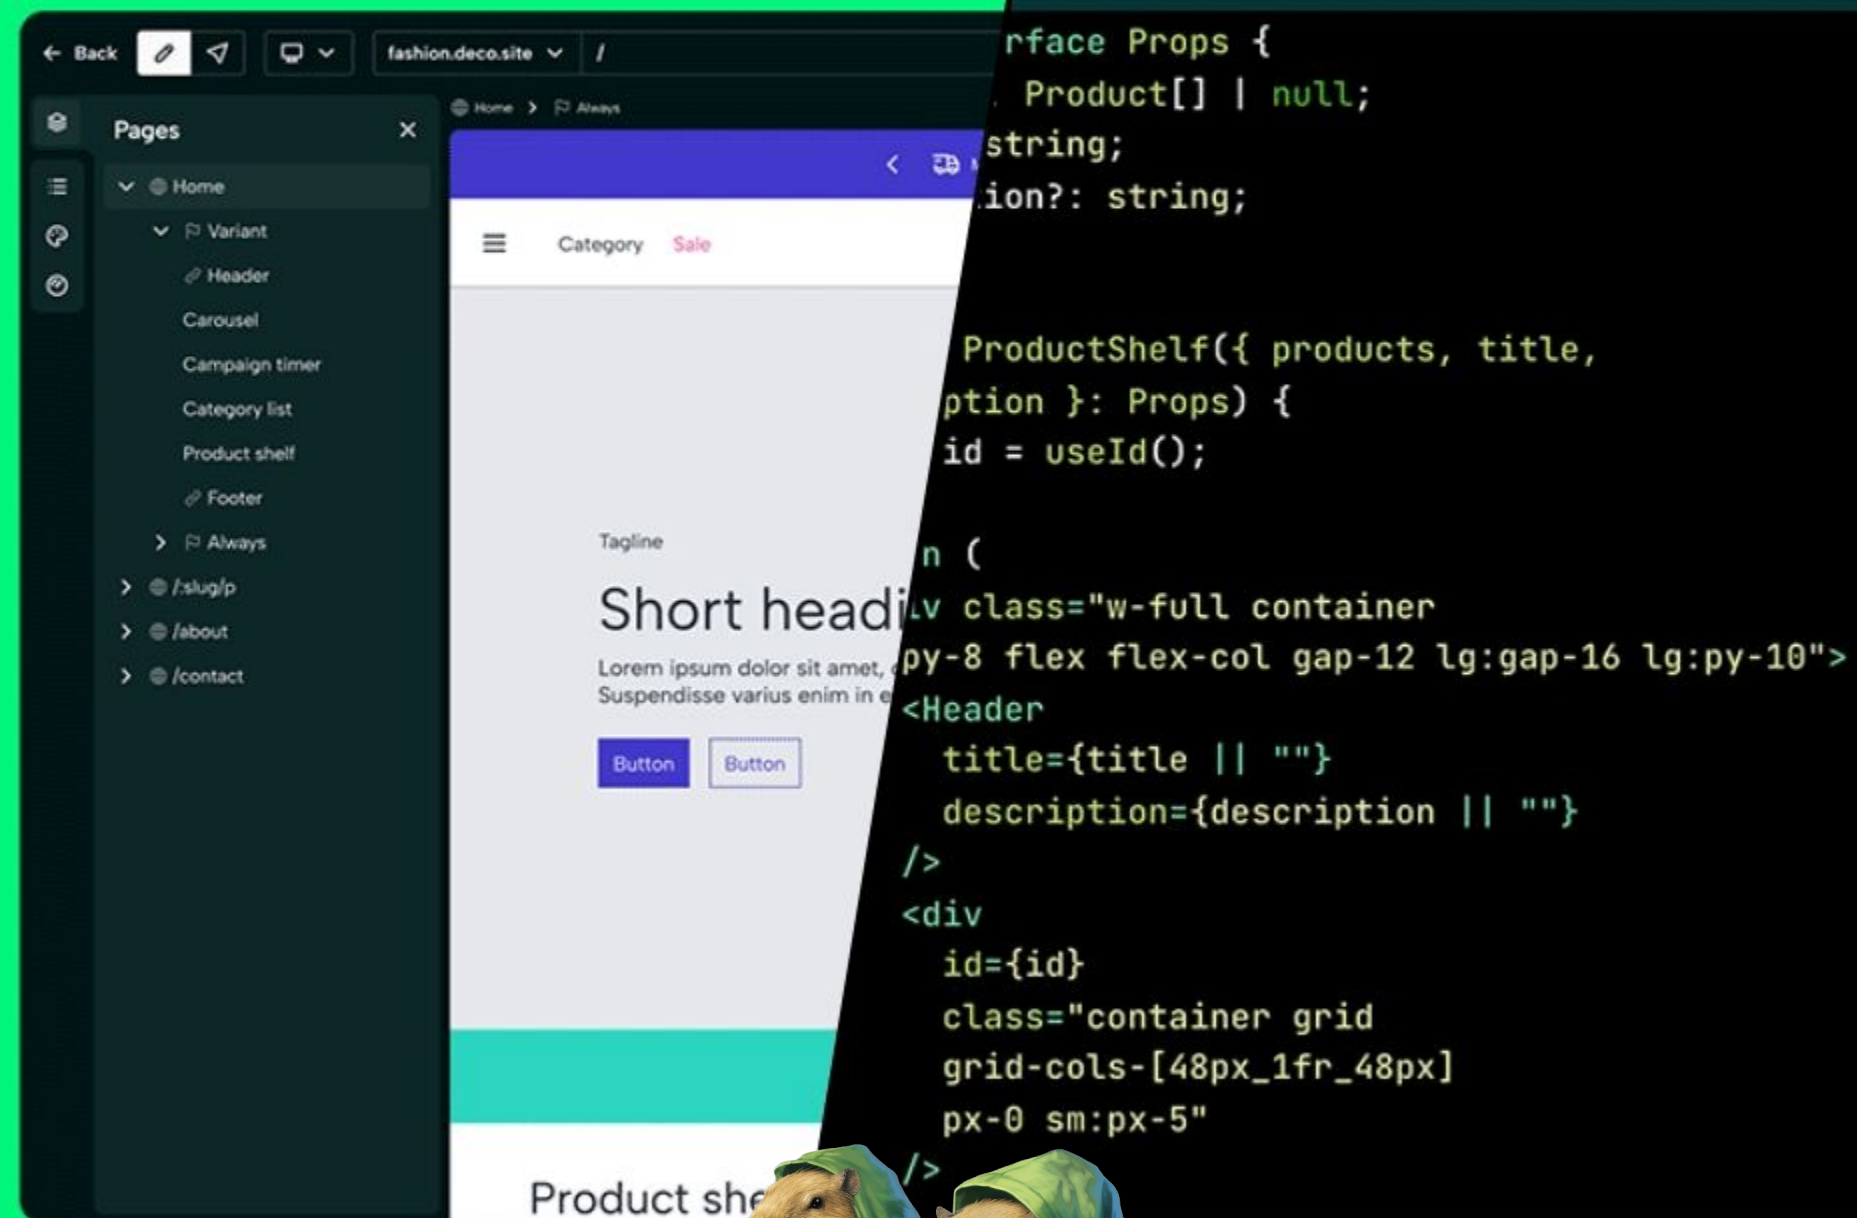 Back
fashion.deco.site
/
Home
Always
Pages
Home
Variant
Header
Carousel
Campaign timer
Category list
Product shelf
Footer
Always
/:slug/p
/about
/contact
Category
Sale
Tagline
Short headi
Lorem ipsum dolor sit amet,
Suspendisse varius enim in e
Button
Button
Product she
rface Props {
Product[] | null;
string;
ion?: string;
ProductShelf({ products, title,
ption }: Props) {
id = useId();
n (
iv class="w-full container
py-8 flex flex-col gap-12 lg:gap-16 lg:py-10">
<Header
title={title || ""}
description={description || ""}
/>
<div
id={id}
class="container grid
grid-cols-[48px_1fr_48px]
px-0 sm:px-5"
/>